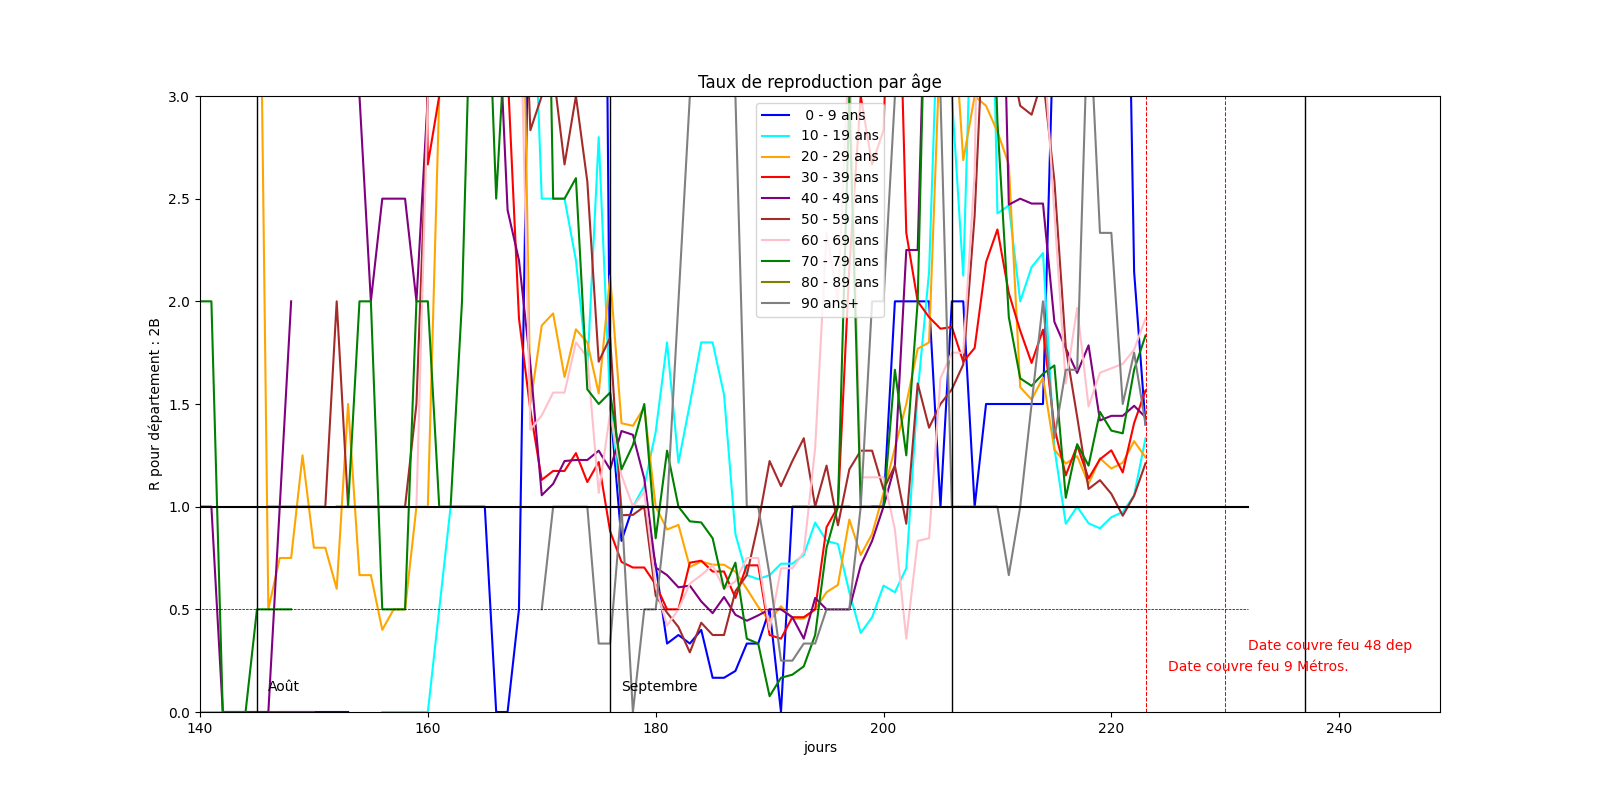 Taux de reproduction par âge
R pour département : 2B
3.0
2.5
2.0
1.5
1.0
0.5
0.0
0 - 9 ans
10 - 19 ans
20 - 29 ans
30 - 39 ans
40 - 49 ans
50 - 59 ans
60 - 69 ans
70 - 79 ans
80 - 89 ans
90 ans+
Date couvre feu 48 dep
Date couvre feu 9 Métros.
Août
Septembre
140
160
180
200
220
240
jours